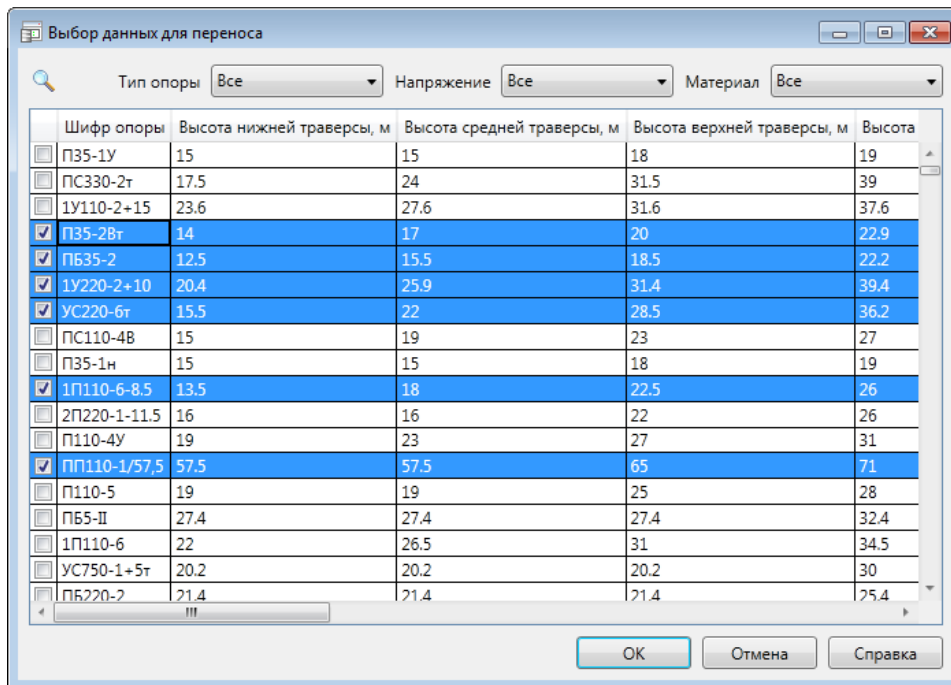 Выбор данных для переноса
Тип опоры Все Напряжение Все Материал Все
Шифр опоры Высота нижней траверсы, м Высота средней траверсы, м Высота верхней траверсы, м Высота
П35-1У 15 15 18 19
ПС330-2т 17.5 24 31.5 39
1У110-2+15 23.6 27.6 31.6 37.6
П35-2Вт 14 17 20 22.9
ПБ35-2 12.5 15.5 18.5 22.2
1У220-2+10 20.4 25.9 31.4 39.4
УС220-6т 15.5 22 28.5 36.2
ПС110-4В 15 19 23 27
П35-1н 15 15 18 19
1П110-6-8.5 13.5 18 22.5 26
2П220-1-11.5 16 16 22 26
П110-4У 19 23 27 31
ПП110-1/57,5 57.5 57.5 65 71
П110-5 19 19 25 28
ПБ5-II 27.4 27.4 27.4 32.4
1П110-6 22 26.5 31 34.5
УС750-1+5т 20.2 20.2 20.2 30
ПБ220-2 21.4 21.4 21.4 25.4
ОК Отмена Справка